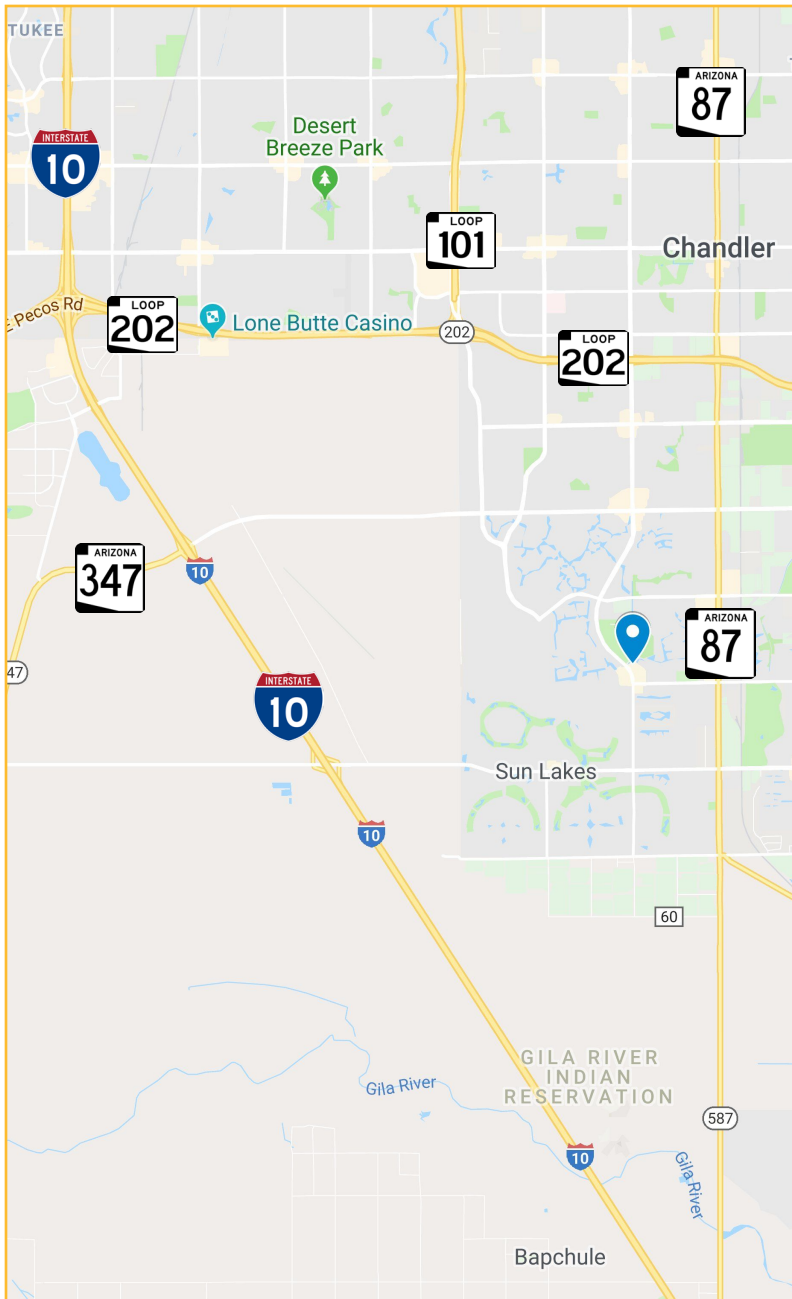 TUKEE
ARIZONA
87
INTERSTATE
10
Desert
Breeze Park
LOOP
101
Chandler
E Pecos Rd
LOOP
202
Lone Butte Casino
202
LOOP
202
ARIZONA
347
10
ARIZONA
87
47
INTERSTATE
10
Sun Lakes
10
60
GILA RIVER
INDIAN
RESERVATION
Gila River
587
10
Gila River
Bapchule